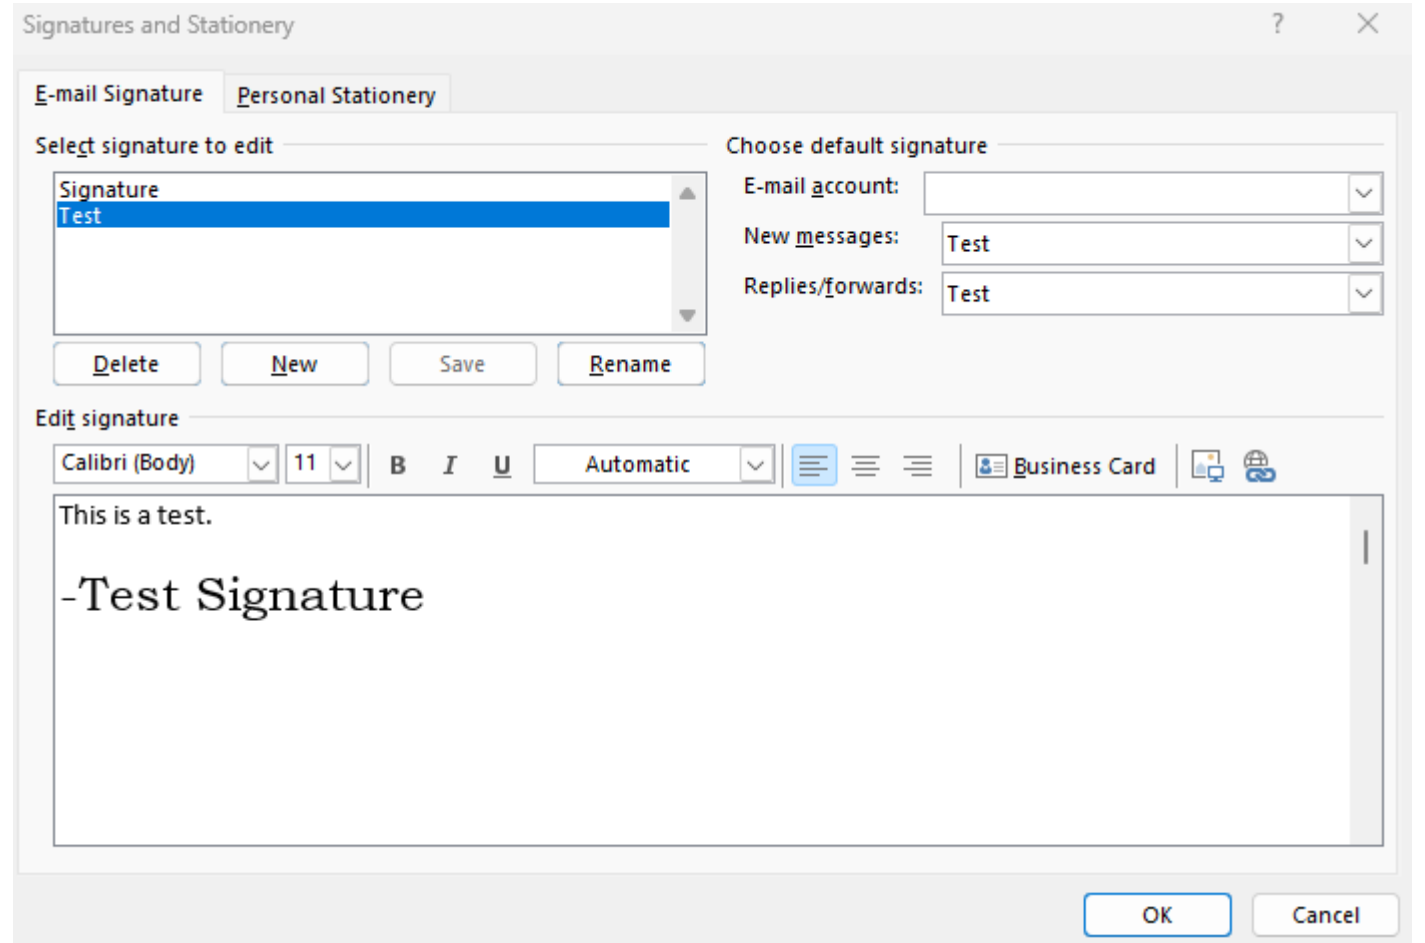 Signatures and Stationery
?
E-mail Signature
Personal Stationery
Select signature to edit
Signature
Test
Delete
New
Save
Rename
Choose default signature
E-mail account:
New messages: Test
Replies/forwards: Test
Edit signature
Calibri (Body) 11 B I U Automatic Business Card
This is a test.
-Test Signature
OK
Cancel